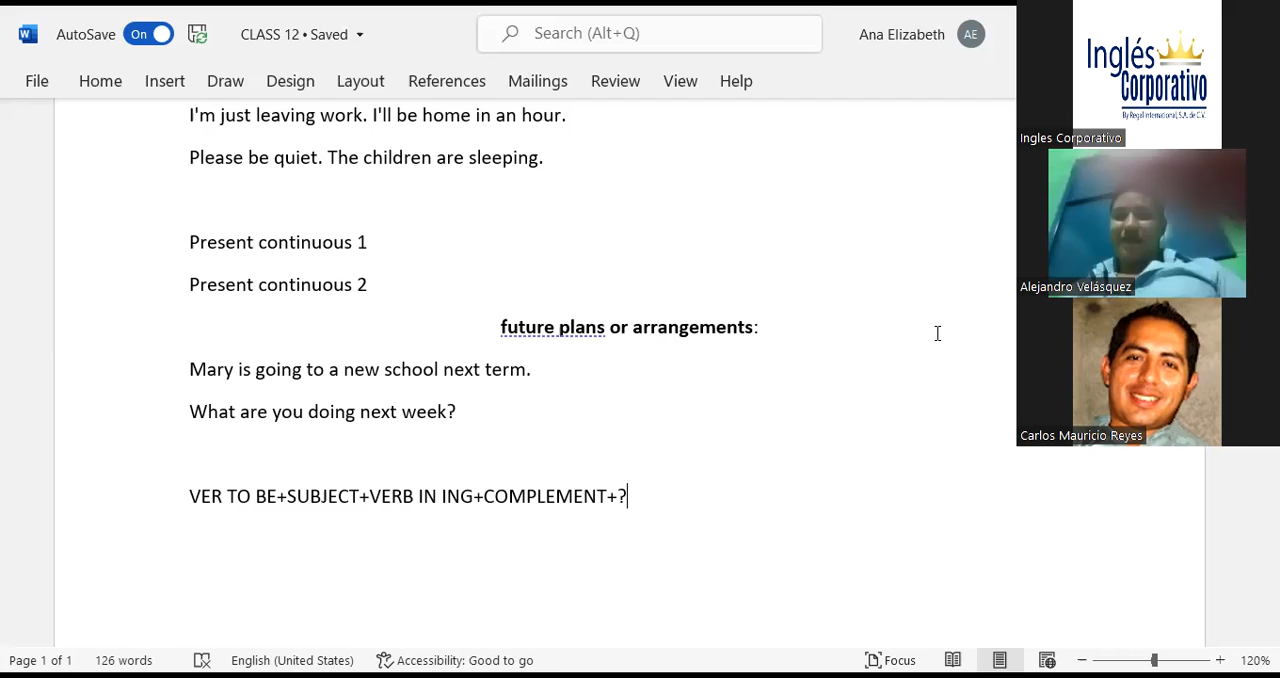 AutoSave On CLASS 12 • Saved Search (Alt+Q) Ana Elizabeth AE
File Home Insert Draw Design Layout References Mailings Review View Help
I'm just leaving work. I'll be home in an hour.
Please be quiet. The children are sleeping.
Present continuous 1
Present continuous 2
future plans or arrangements:
Mary is going to a new school next term.
What are you doing next week?
VER TO BE+SUBJECT+VERB IN ING+COMPLEMENT+?
Inglés
Corporativo
By Regal International, S.A. de C.V.
Ingles Corporativo
Alejandro Velásquez
Carlos Mauricio Reyes
Page 1 of 1 126 words English (United States) Accessibility: Good to go Focus 120%